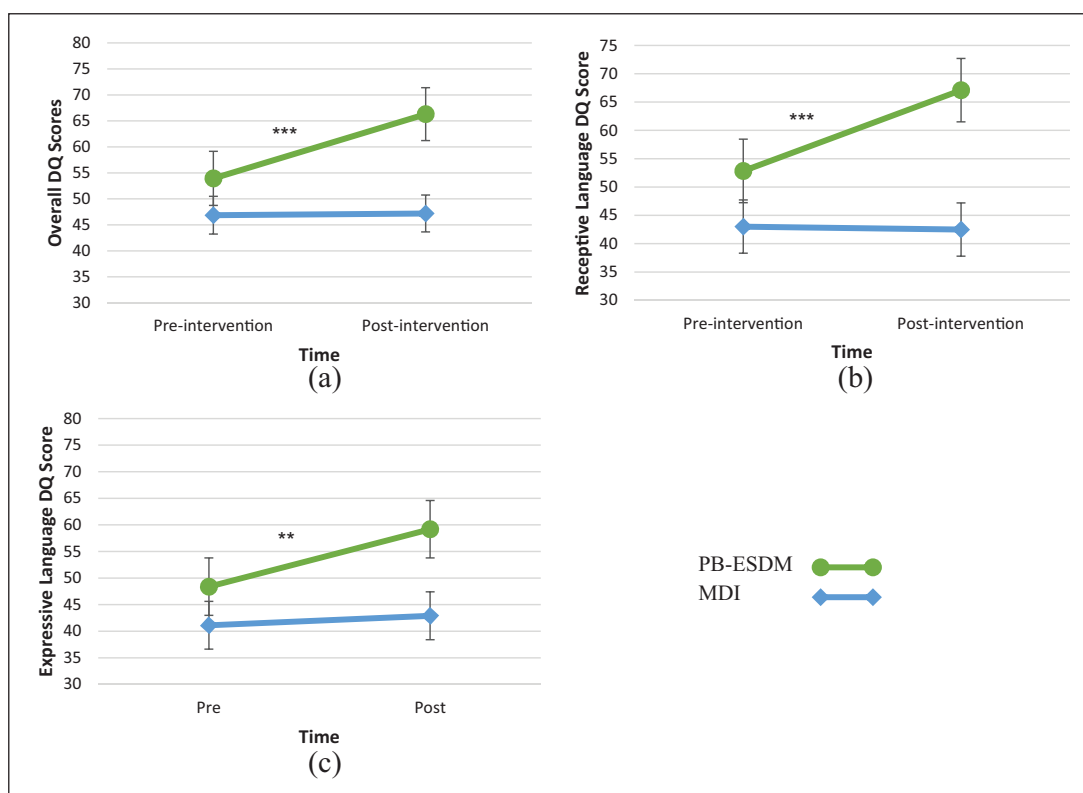 Overall DQ Scores
80
75
70
65
60
55
50
45
40
35
30
***
Pre-intervention Post-intervention
Time
(a)
Receptive Language DQ Score
75
70
65
60
55
50
45
40
35
30
***
Pre-intervention Post-intervention
Time
(b)
Expressive Language DQ Score
80
75
70
65
60
55
50
45
40
35
30
**
Pre Post
Time
(c)
PB-ESDM
MDI